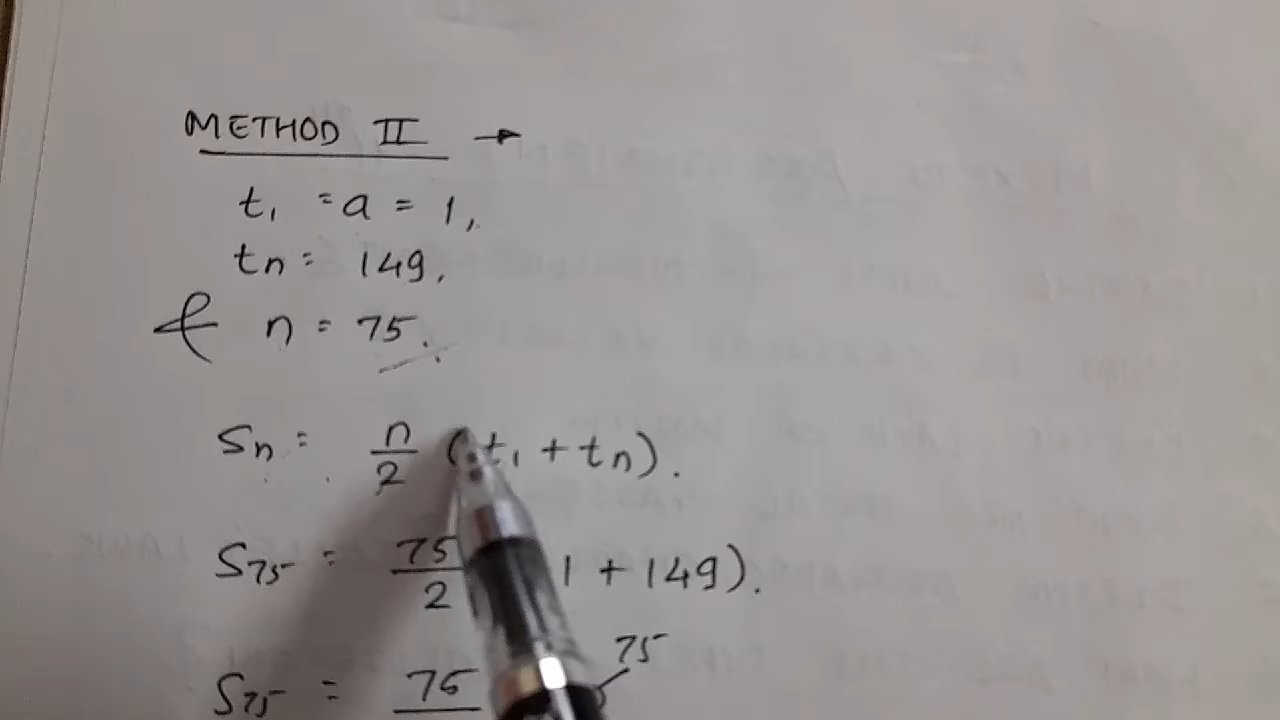 METHOD II →
t₁ = a = 1,
tn = 149,
& n = 75.
Sn = n/2 (t₁ + tn).
S75 = 75/2 1 + 149).
75
S75 = 75